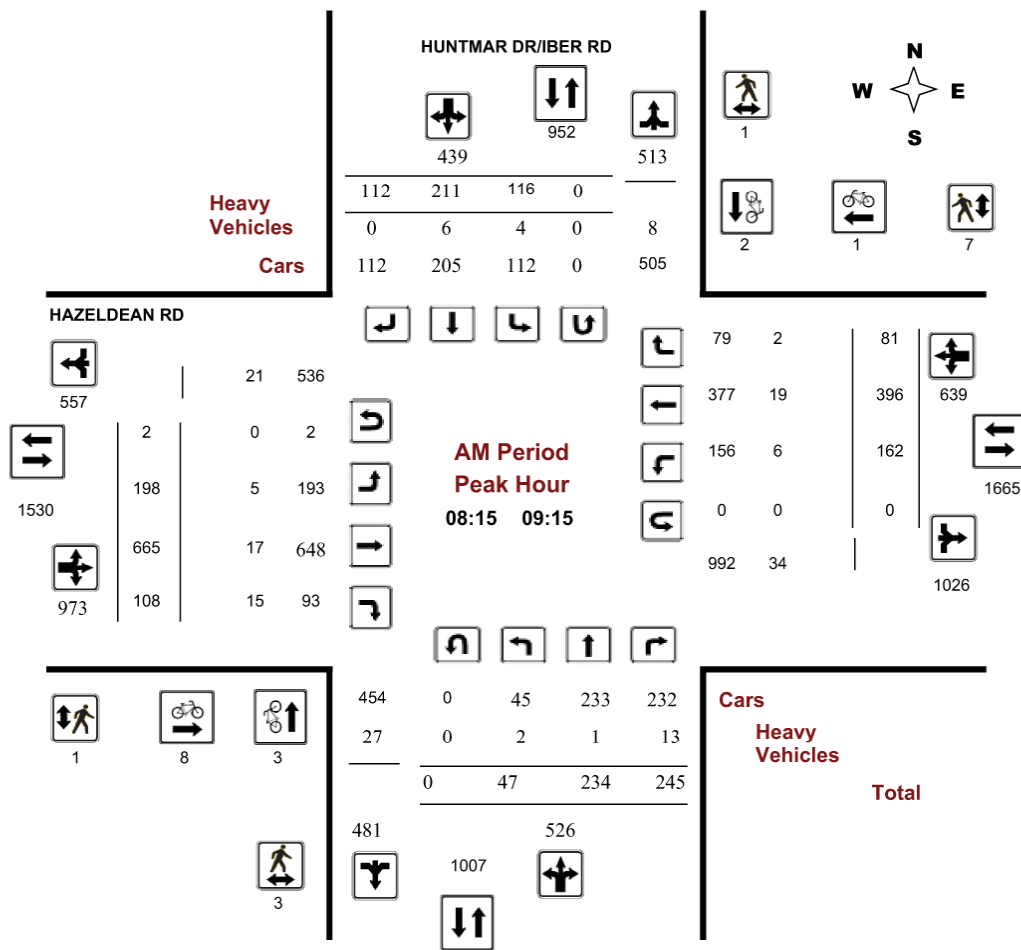 HUNTMAR DR/IBER RD
N
W E
S
952
1
439 513
112 211 116 0
Heavy
Vehicles
0 6 4 0 8
2 1 7
Cars
112 205 112 0 505
HAZELDEAN RD
79 2 81
557
21 536
377 19 396 639
2 0 2
AM Period
156 6 162
198 5 193
Peak Hour
1530
1665
08:15 09:15
0 0 0
665 17 648
992 34
973
1026
108 15 93
454 0 45 233 232
Cars
27 0 2 1 13
Heavy
Vehicles
1 8 3
0 47 234 245
Total
481 526
1007
3